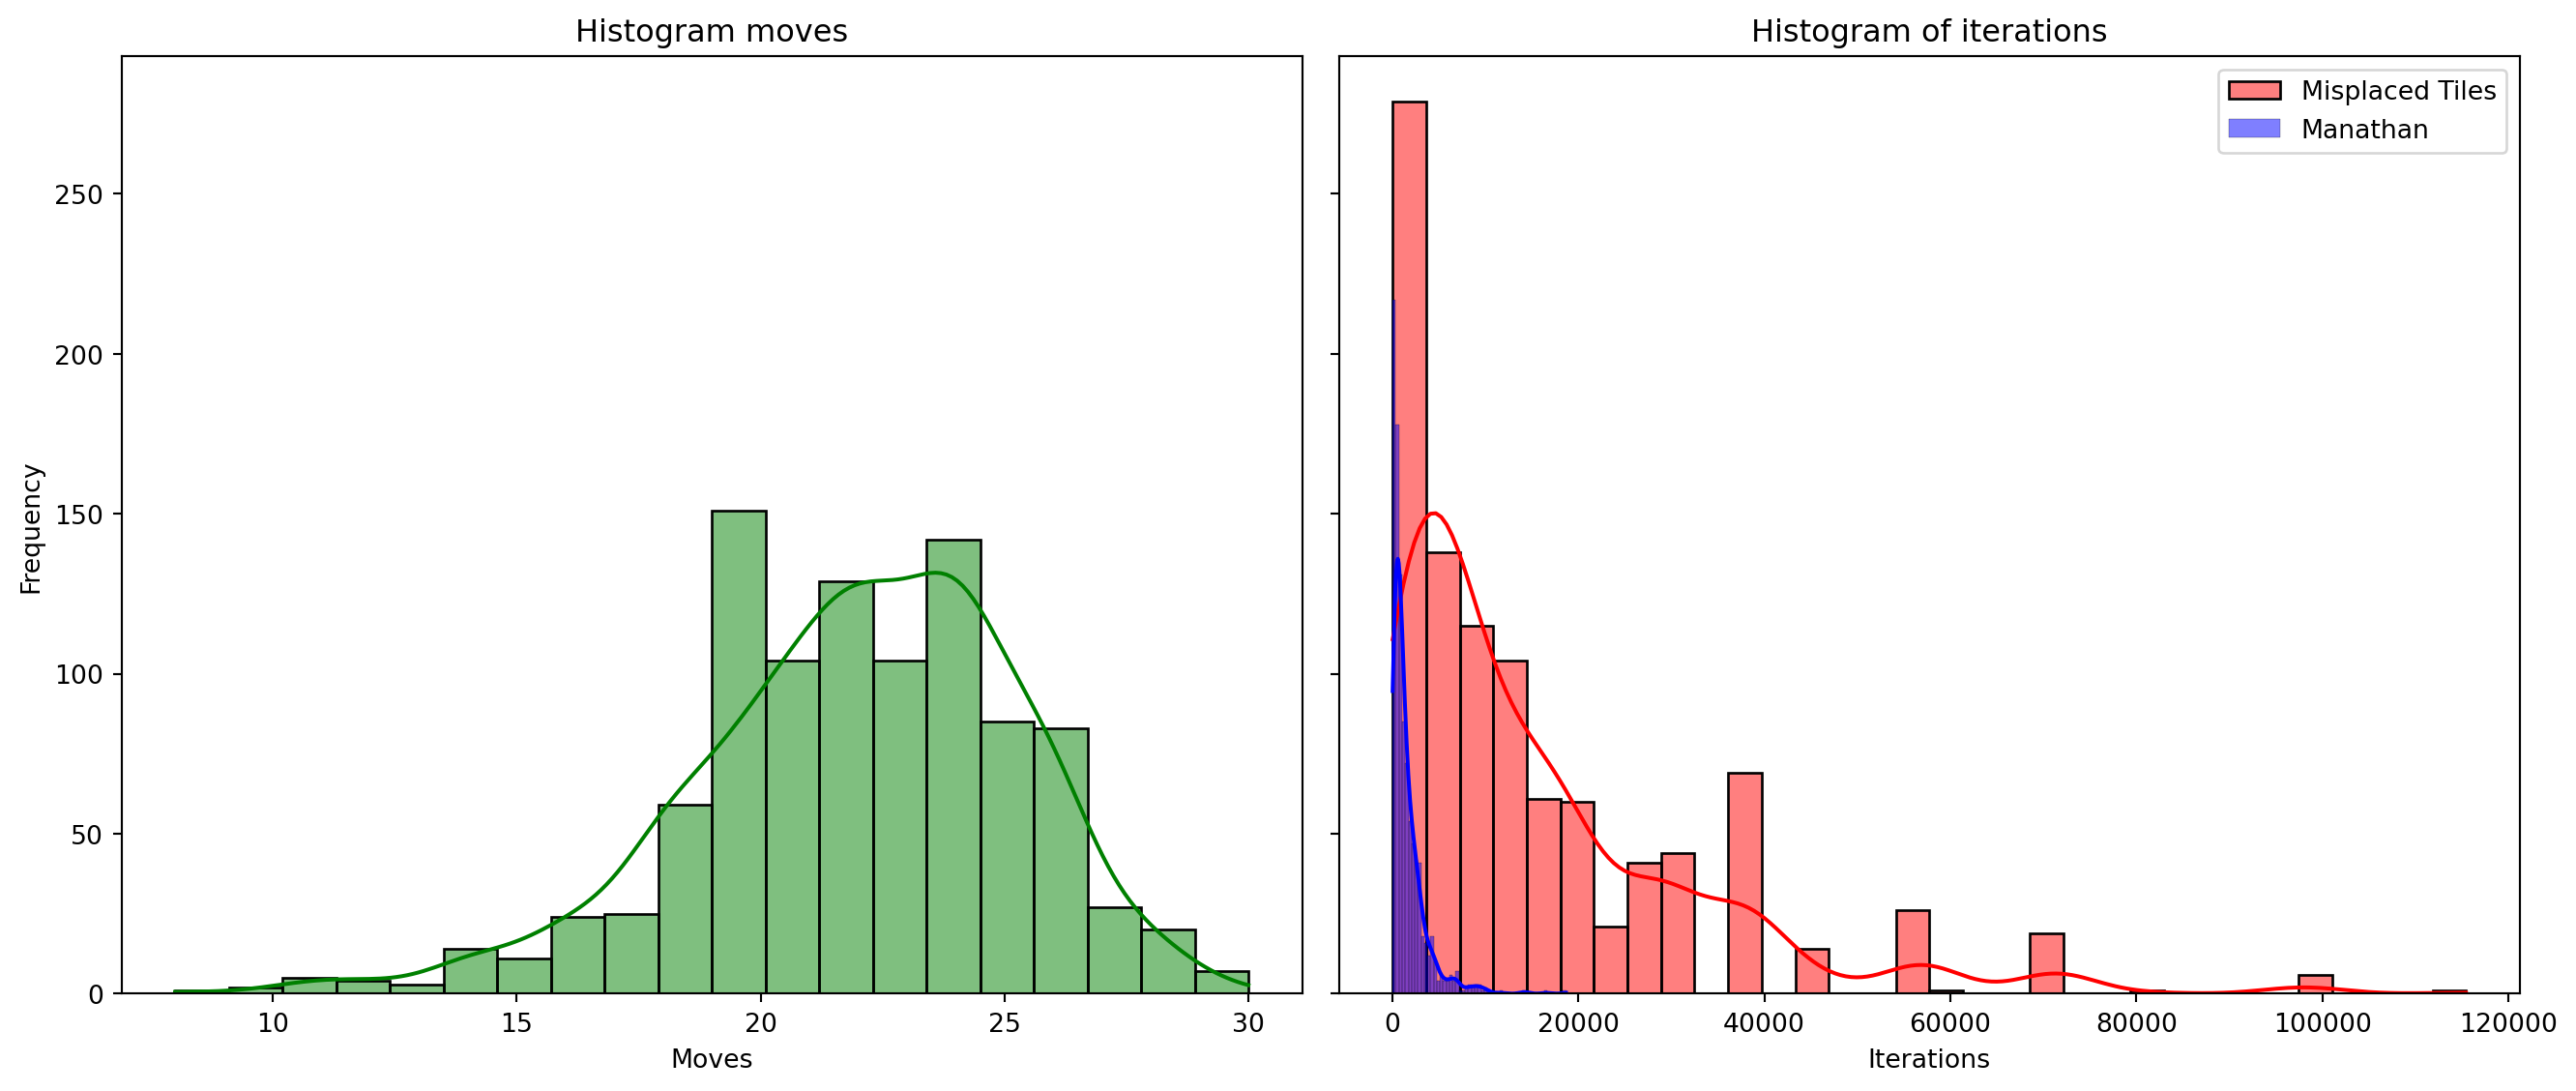 Histogram moves
Frequency
250
200
150
100
50
0
10 15 20 25 30
Moves
Histogram of iterations
Misplaced Tiles
Manathan
0 20000 40000 60000 80000 100000 120000
Iterations